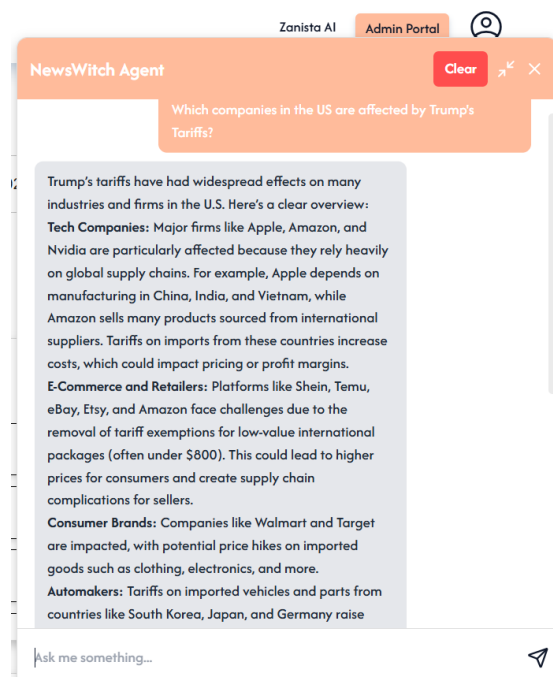 Zanista AI
Admin Portal
NewsWitch Agent
Clear
Which companies in the US are affected by Trump's
Tariffs?
Trump's tariffs have had widespread effects on many
industries and firms in the U.S. Here's a clear overview:
Tech Companies: Major firms like Apple, Amazon, and
Nvidia are particularly affected because they rely heavily
on global supply chains. For example, Apple depends on
manufacturing in China, India, and Vietnam, while
Amazon sells many products sourced from international
suppliers. Tariffs on imports from these countries increase
costs, which could impact pricing or profit margins.
E-Commerce and Retailers: Platforms like Shein, Temu,
eBay, Etsy, and Amazon face challenges due to the
removal of tariff exemptions for low-value international
packages (often under $800). This could lead to higher
prices for consumers and create supply chain
complications for sellers.
Consumer Brands: Companies like Walmart and Target
are impacted, with potential price hikes on imported
goods such as clothing, electronics, and more.
Automakers: Tariffs on imported vehicles and parts from
countries like South Korea, Japan, and Germany raise
Ask me something...